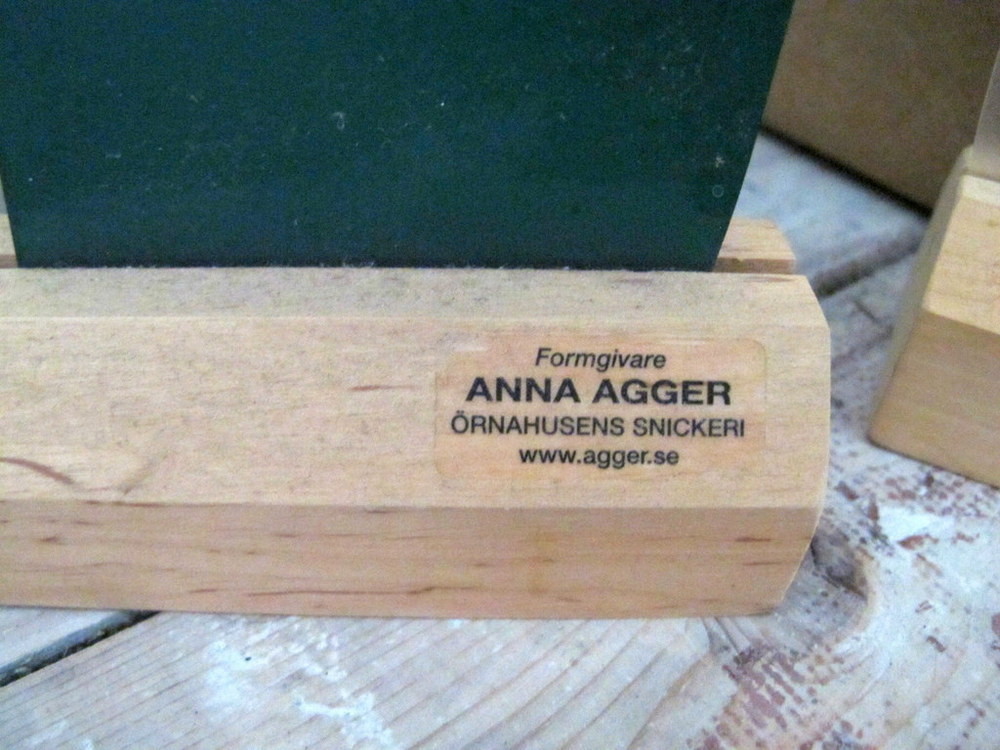 Formgivare
ANNA AGGER
ÖRNAHUSENS SNICKERI
www.agger.se